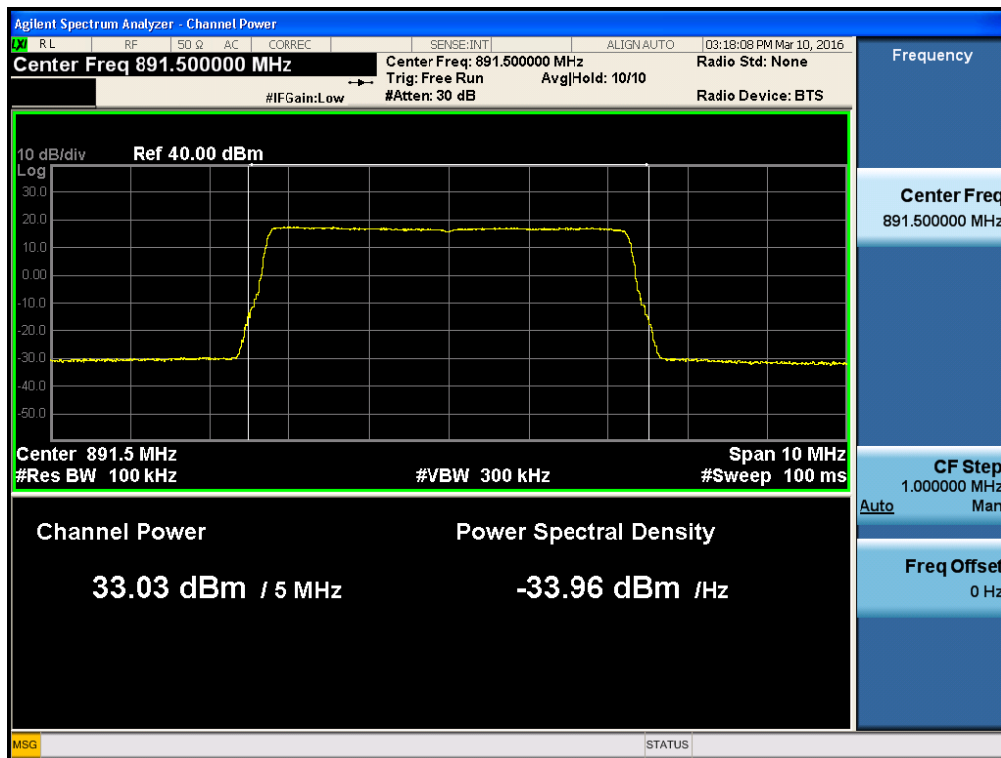 Agilent Spectrum Analyzer - Channel Power
LXI RL RF 50 Ω AC CORREC SENSE:INT ALIGN AUTO 03:18:08 PM Mar 10, 2016
Center Freq 891.500000 MHz
Center Freq: 891.500000 MHz Radio Std: None
Trig: Free Run Avg|Hold: 10/10
#IFGain:Low #Atten: 30 dB Radio Device: BTS
10 dB/div Ref 40.00 dBm
Log
30.0
20.0
10.0
0.00
-10.0
-20.0
-30.0
-40.0
-50.0
Center 891.5 MHz Span 10 MHz
#Res BW 100 kHz #VBW 300 kHz #Sweep 100 ms
Channel Power Power Spectral Density
33.03 dBm / 5 MHz -33.96 dBm /Hz
Frequency
Center Freq
891.500000 MHz
CF Step
1.000000 MHz
Auto Man
Freq Offset
0 Hz
MSG STATUS